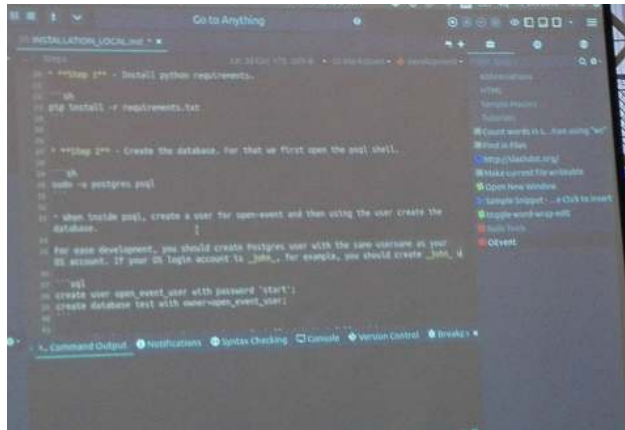 Go to Anything
INSTALLATION_LOCAL.md * ×
Steps
* **Step 1** - Install python requirements.
```sh
pip install -r requirements.txt
* **Step 2** - Create the database. For that we first open the psql shell.
```sh
sudo -u postgres psql
* When inside psql, create a user for open-event and then using the user create the
database.
For ease development, you should create Postgres user with the same username as your
OS account. If your OS login account is _john_, for example, you should create _john_ u
```sql
create user open_event_user with password 'start';
create database test with owner=open_event_user;
Abbreviations
HTML
Sample Macros
Tutorials
Count words in s... tion using "wc"
Find in Files
http://slashdot.org/
Make current file writeable
Open New Window
Sample Snippet - ... e Click to Insert
toggle-word-wrap-edit
Build Tools
OEvent
Command Output
Notifications
Syntax Checking
Console
Version Control